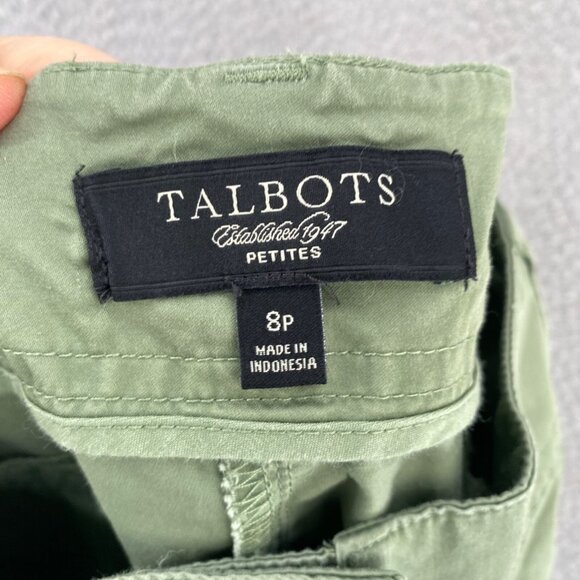 TALBOTS
Established 1947
PETITES
8P
MADE IN
INDONESIA